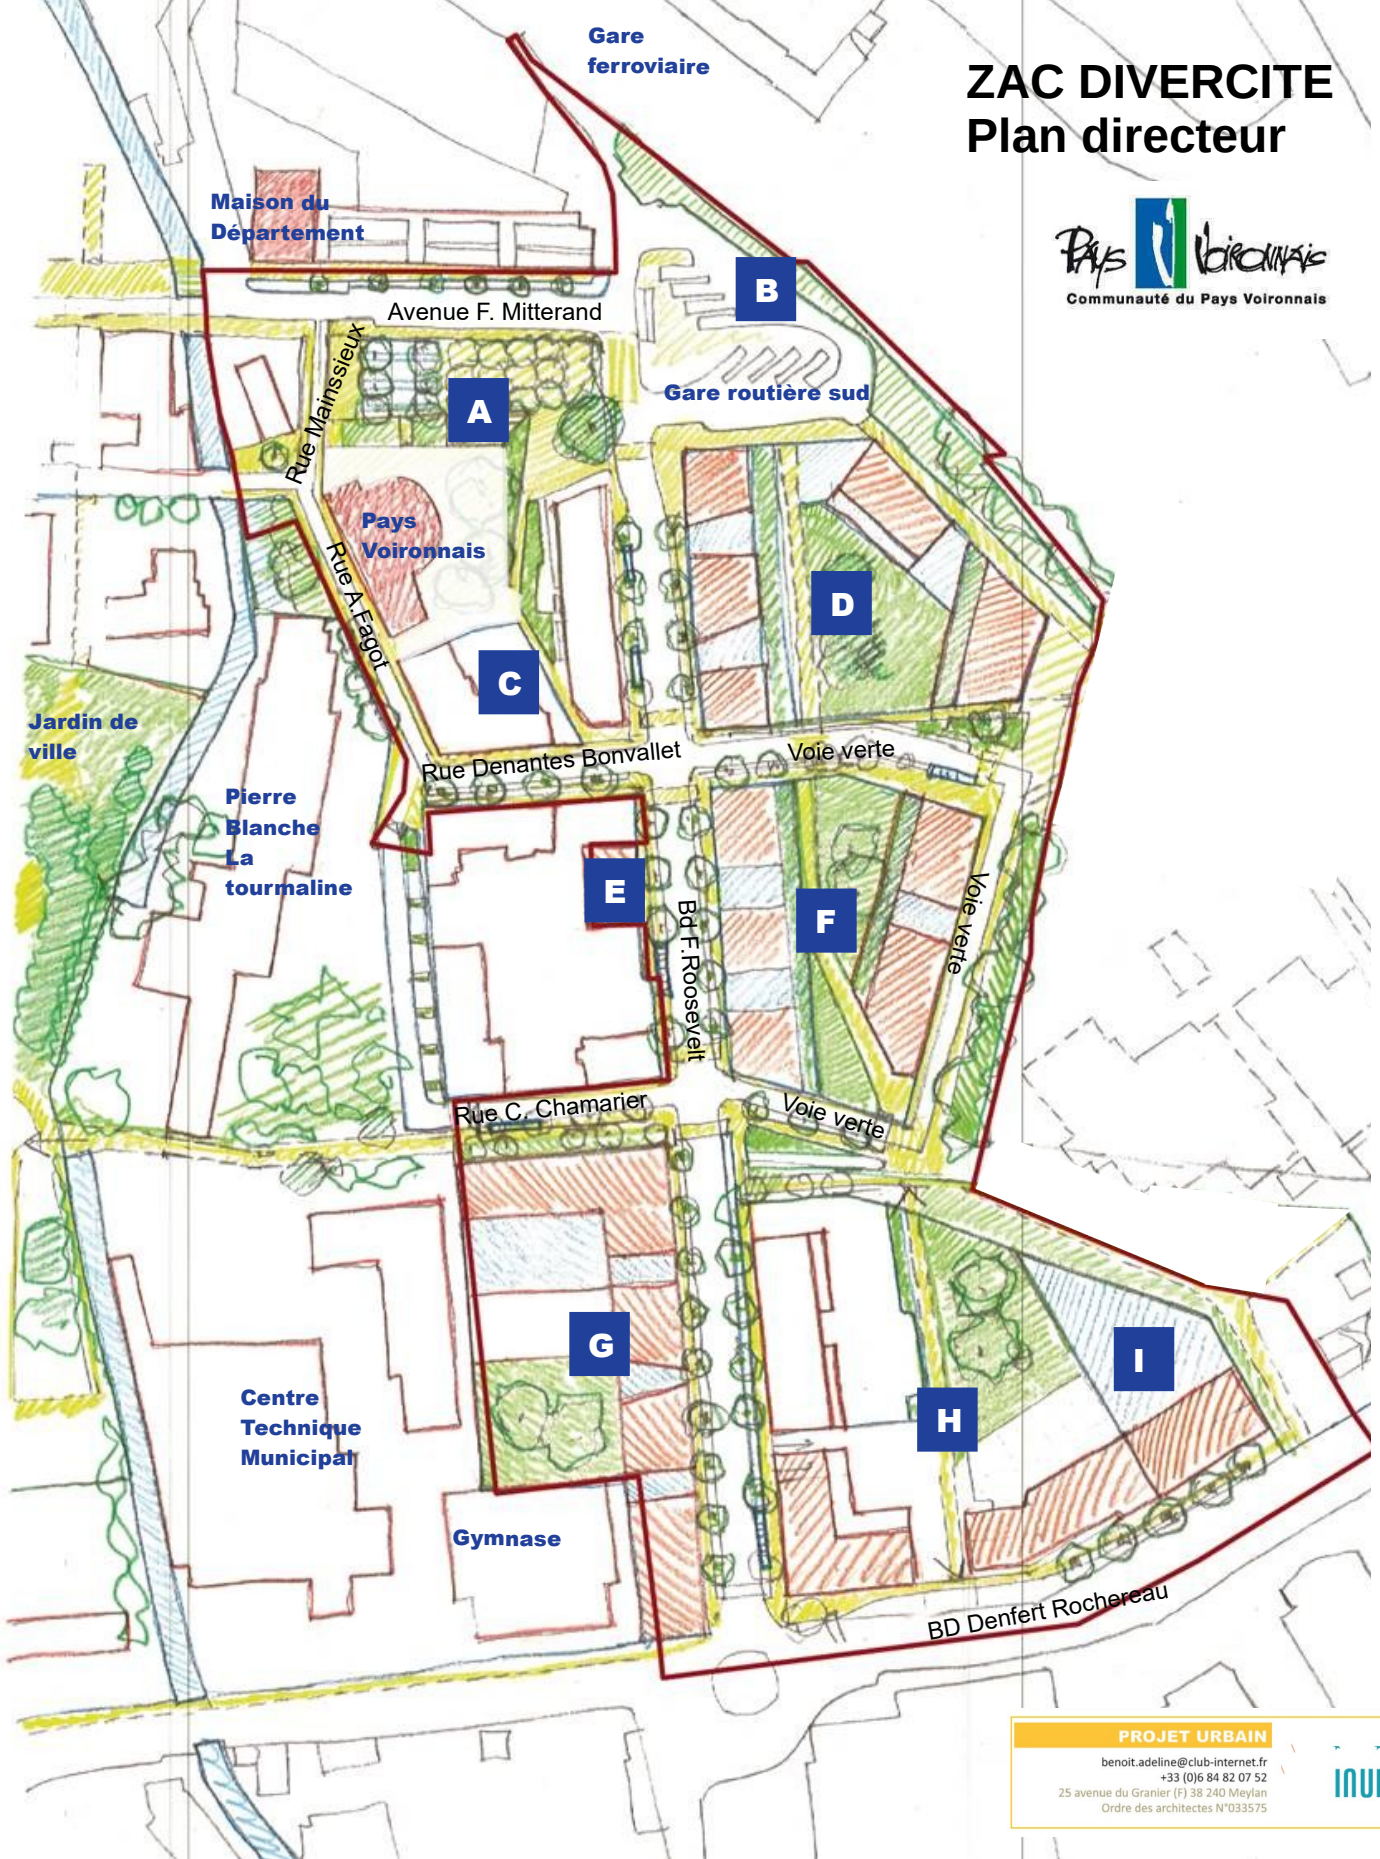 Gare
ferroviaire
ZAC DIVERCITE
Plan directeur
PAYS VOIRONNAIS
Communauté du Pays Voironnais
Maison du
Département
B
Avenue F. Mitterand
Rue Mainssieux
A
Gare routière sud
Pays
Voironnais
Rue A.Fagot
D
C
Jardin de
ville
Rue Denantes Bonvallet
Voie verte
Pierre
Blanche
La
tourmaline
E
F
Bd F.Roosevelt
Voie verte
Rue C. Chamarier
Voie verte
G
I
H
Centre
Technique
Municipal
Gymnase
BD Denfert Rochereau
PROJET URBAIN
benoit.adeline@club-internet.fr
+33 (0)6 84 82 07 52
25 avenue du Granier (F) 38 240 Meylan
Ordre des architectes N°033575